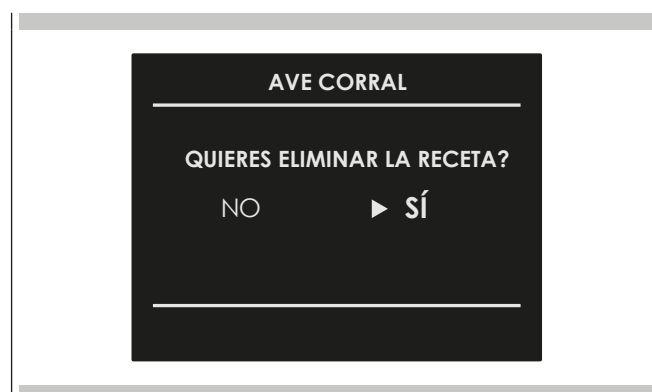 AVE CORRAL
QUIERES ELIMINAR LA RECETA?
NO ▶ SÍ